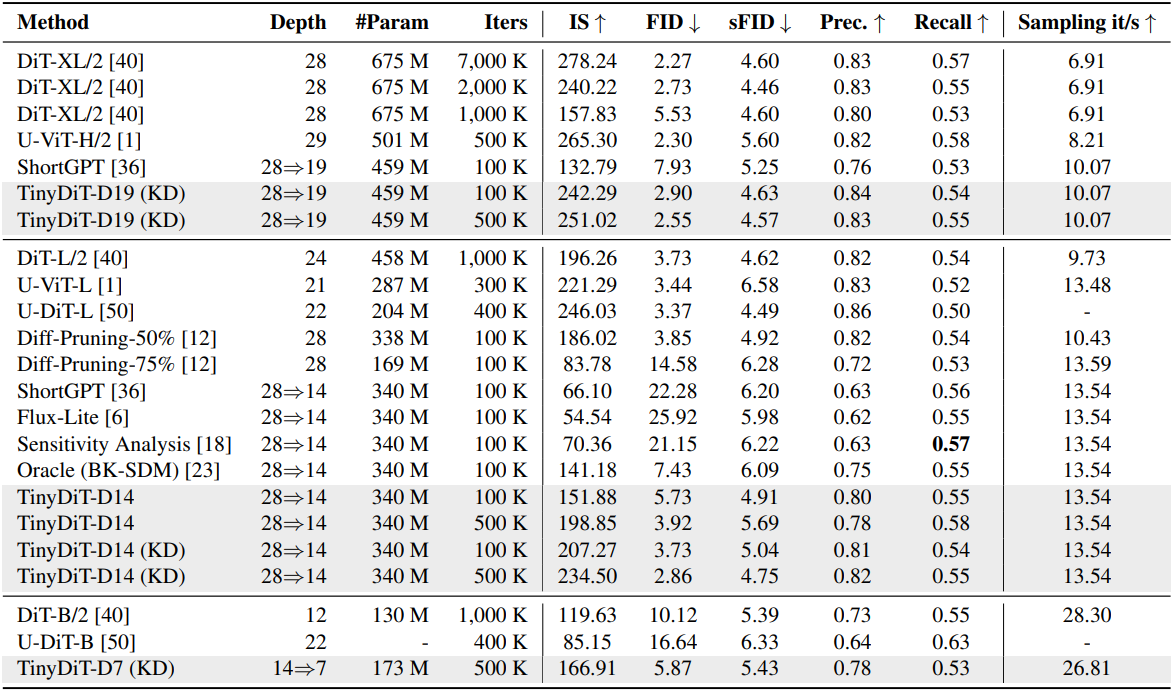 Method Depth #Param Iters IS ↑ FID ↓ sFID ↓ Prec. ↑ Recall ↑ Sampling it/s ↑
DiT-XL/2 [40] 28 675 M 7,000 K 278.24 2.27 4.60 0.83 0.57 6.91
DiT-XL/2 [40] 28 675 M 2,000 K 240.22 2.73 4.46 0.83 0.55 6.91
DiT-XL/2 [40] 28 675 M 1,000 K 157.83 5.53 4.60 0.80 0.53 6.91
U-ViT-H/2 [1] 29 501 M 500 K 265.30 2.30 5.60 0.82 0.58 8.21
ShortGPT [36] 28⇒19 459 M 100 K 132.79 7.93 5.25 0.76 0.53 10.07
TinyDiT-D19 (KD) 28⇒19 459 M 100 K 242.29 2.90 4.63 0.84 0.54 10.07
TinyDiT-D19 (KD) 28⇒19 459 M 500 K 251.02 2.55 4.57 0.83 0.55 10.07
DiT-L/2 [40] 24 458 M 1,000 K 196.26 3.73 4.62 0.82 0.54 9.73
U-ViT-L [1] 21 287 M 300 K 221.29 3.44 6.58 0.83 0.52 13.48
U-DiT-L [50] 22 204 M 400 K 246.03 3.37 4.49 0.86 0.50 -
Diff-Pruning-50% [12] 28 338 M 100 K 186.02 3.85 4.92 0.82 0.54 10.43
Diff-Pruning-75% [12] 28 169 M 100 K 83.78 14.58 6.28 0.72 0.53 13.59
ShortGPT [36] 28⇒14 340 M 100 K 66.10 22.28 6.20 0.63 0.56 13.54
Flux-Lite [6] 28⇒14 340 M 100 K 54.54 25.92 5.98 0.62 0.55 13.54
Sensitivity Analysis [18] 28⇒14 340 M 100 K 70.36 21.15 6.22 0.63 0.57 13.54
Oracle (BK-SDM) [23] 28⇒14 340 M 100 K 141.18 7.43 6.09 0.75 0.55 13.54
TinyDiT-D14 28⇒14 340 M 100 K 151.88 5.73 4.91 0.80 0.55 13.54
TinyDiT-D14 28⇒14 340 M 500 K 198.85 3.92 5.69 0.78 0.58 13.54
TinyDiT-D14 (KD) 28⇒14 340 M 100 K 207.27 3.73 5.04 0.81 0.54 13.54
TinyDiT-D14 (KD) 28⇒14 340 M 500 K 234.50 2.86 4.75 0.82 0.55 13.54
DiT-B/2 [40] 12 130 M 1,000 K 119.63 10.12 5.39 0.73 0.55 28.30
U-DiT-B [50] 22 - 400 K 85.15 16.64 6.33 0.64 0.63 -
TinyDiT-D7 (KD) 14⇒7 173 M 500 K 166.91 5.87 5.43 0.78 0.53 26.81